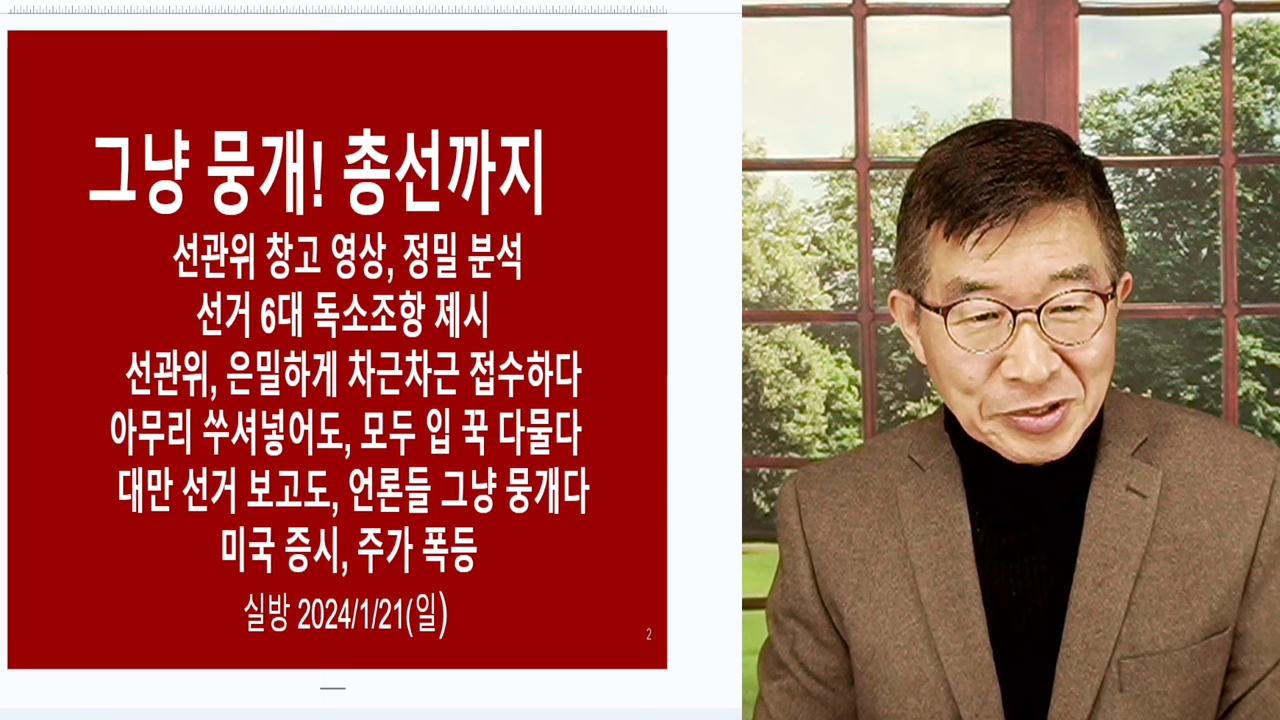 그냥 뭉개! 총선까지
선관위 창고 영상, 정밀 분석
선거 6대 독소조항 제시
선관위, 은밀하게 차근차근 접수하다
아무리 쑤셔넣어도, 모두 입 꾹 다물다
대만 선거 보고도, 언론들 그냥 뭉개다
미국 증시, 주가 폭등
실방 2024/1/21(일)
2